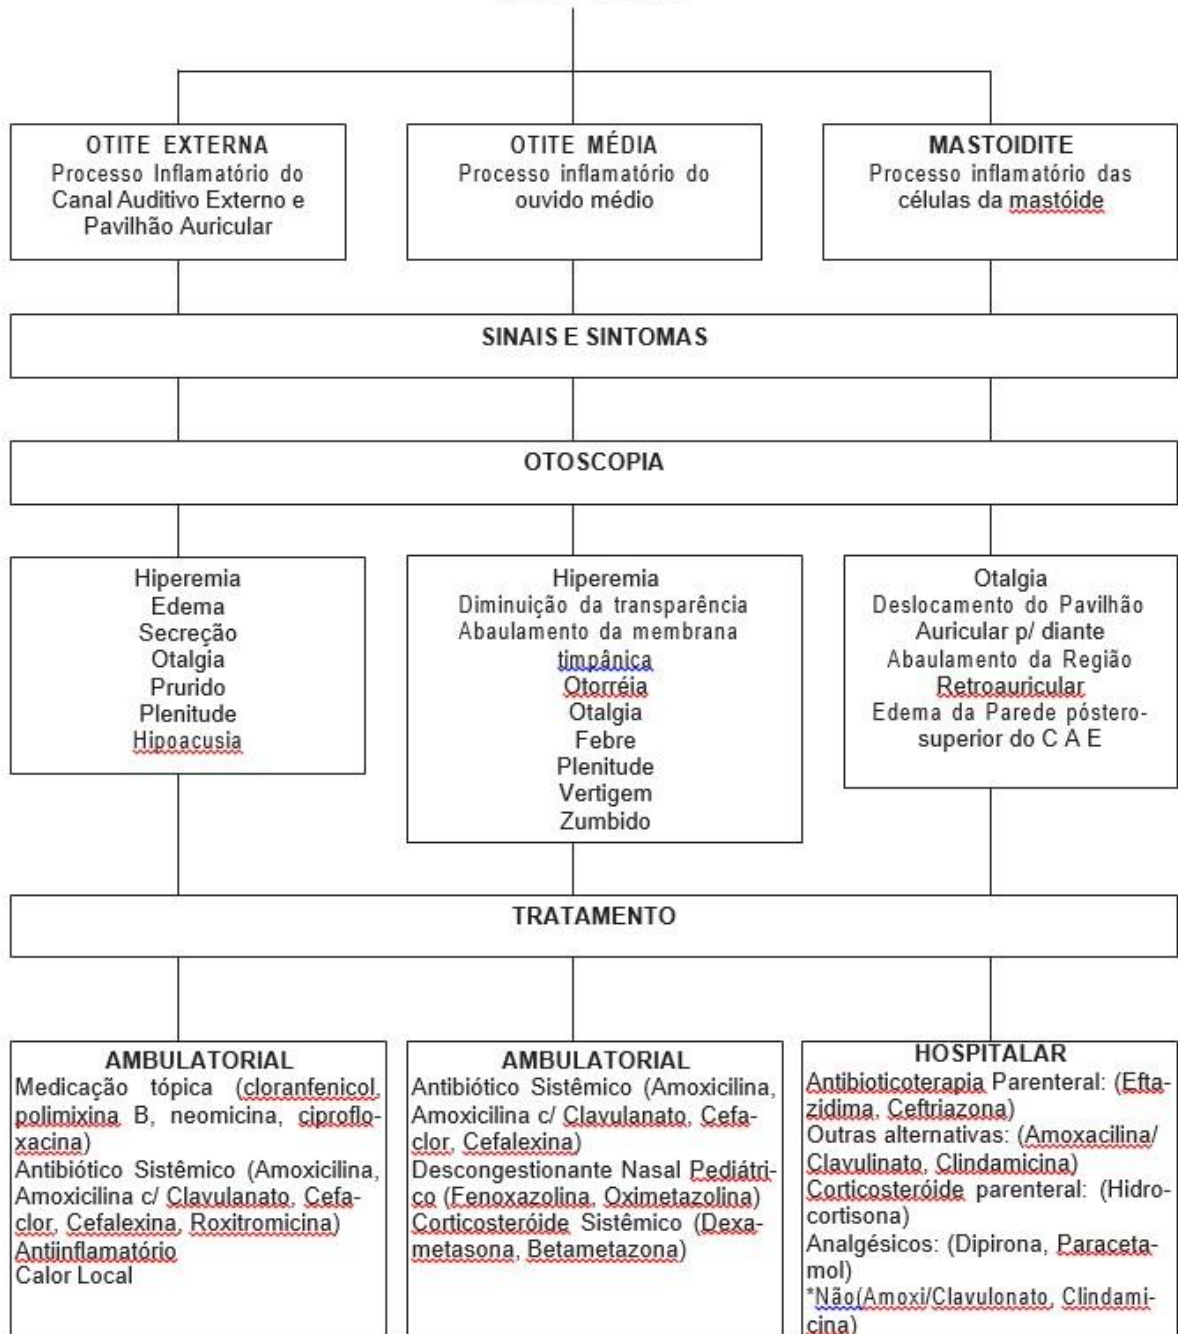 OTITE EXTERNA
Processo Inflamatório do
Canal Auditivo Externo e
Pavilhão Auricular
OTITE MÉDIA
Processo inflamatório do
ouvido médio
MASTOIDITE
Processo inflamatório das
células da mastóide
SINAIS E SINTOMAS
OTOSCOPIA
Hiperemia
Edema
Secreção
Otalgia
Prurido
Plenitude
Hipoacusia
Hiperemia
Diminuição da transparência
Abaulamento da membrana
timpânica
Otorréia
Otalgia
Febre
Plenitude
Vertigem
Zumbido
Otalgia
Deslocamento do Pavilhão
Auricular p/ diante
Abaulamento da Região
Retroauricular
Edema da Parede póstero-
superior do C A E
TRATAMENTO
AMBULATORIAL
Medicação tópica (cloranfenicol,
polimixina B, neomicina, ciproflo-
xacina)
Antibiótico Sistêmico (Amoxicilina,
Amoxicilina c/ Clavulanato, Cefa-
clor, Cefalexina, Roxitromicina)
Antiinflamatório
Calor Local
AMBULATORIAL
Antibiótico Sistêmico (Amoxicilina,
Amoxicilina c/ Clavulanato, Cefa-
clor, Cefalexina)
Descongestionante Nasal Pediátri-
co (Fenoxazolina, Oximetazolina)
Corticosteróide Sistêmico (Dexa-
metasona, Betametazona)
HOSPITALAR
Antibioticoterapia Parenteral: (Efta-
zidima, Ceftriazona)
Outras alternativas: (Amoxacilina/
Clavulinato, Clindamicina)
Corticosteróide parenteral: (Hidro-
cortisona)
Analgésicos: (Dipirona, Paraceta-
mol)
*Não(Amoxi/Clavulonato, Clindami-
cina)